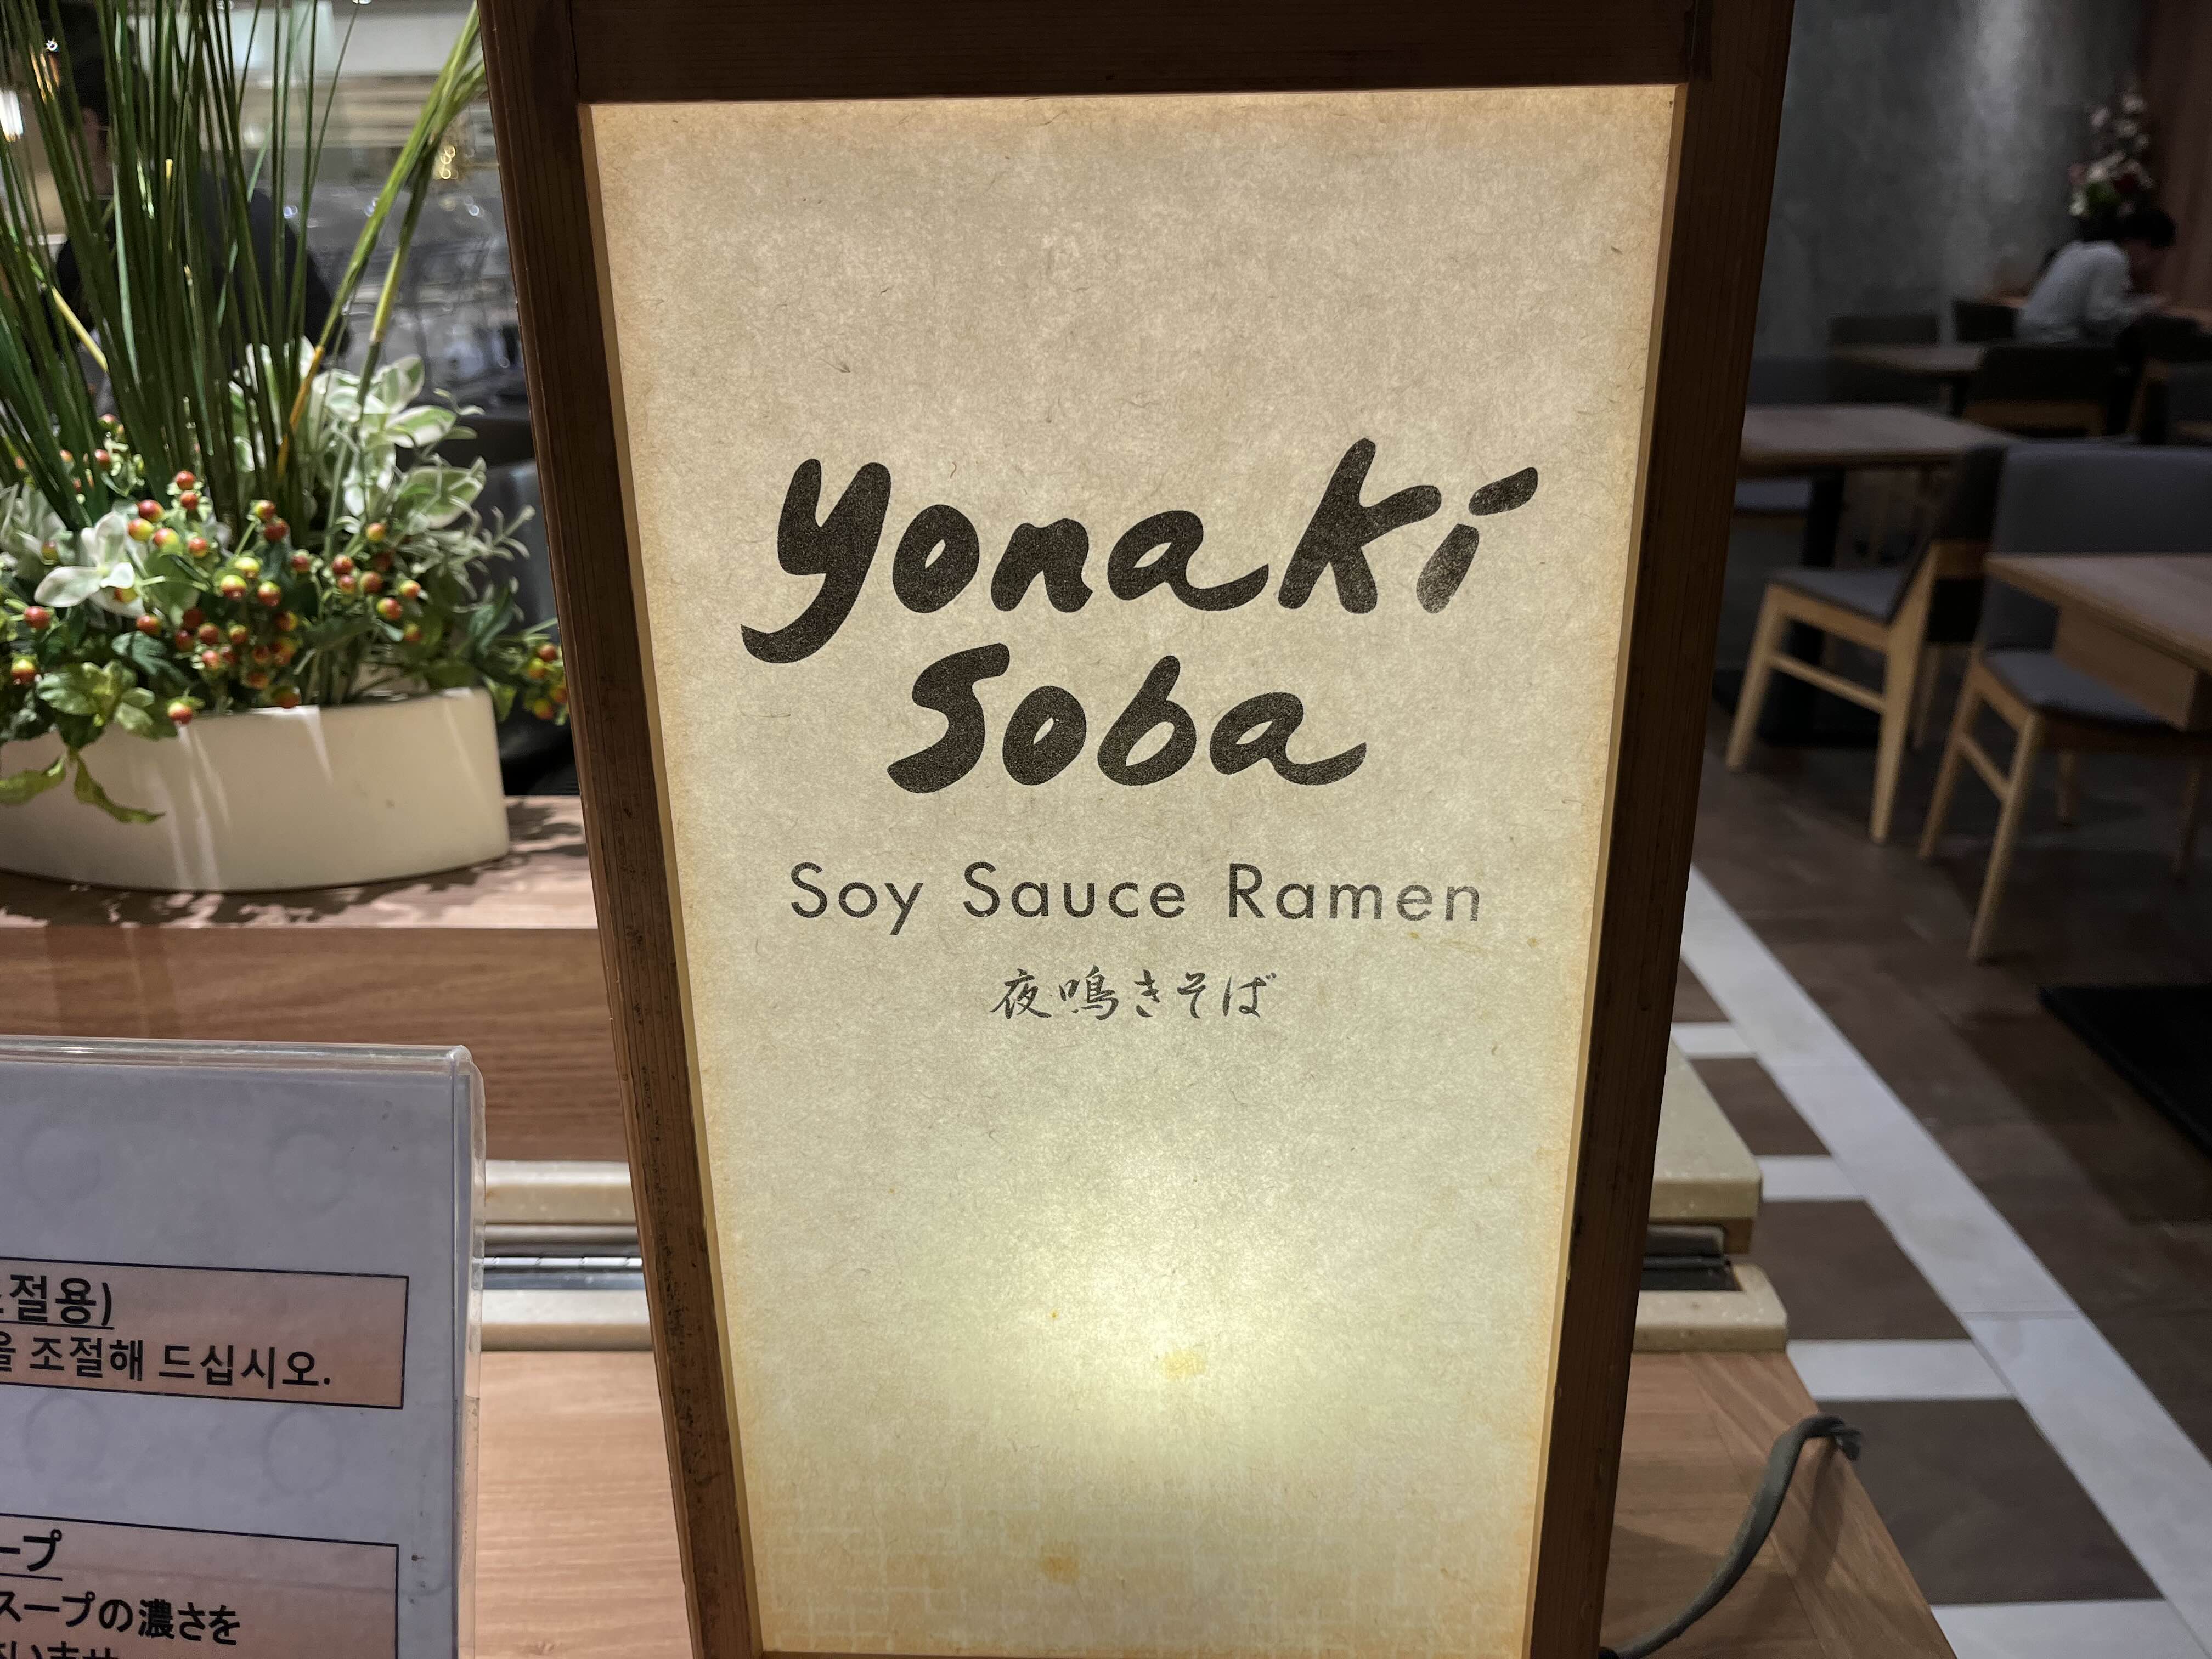 yonaki
soba
Soy Sauce Ramen
夜鳴きそば
절용)
을 조절해 드십시오.
ープ
スープの濃さを